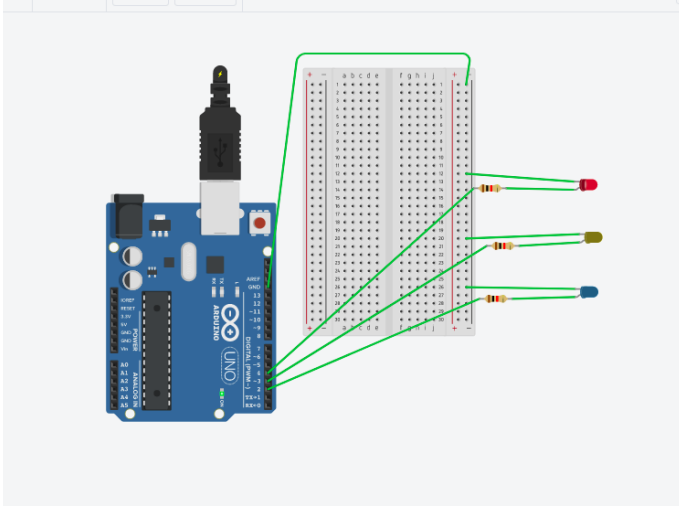 + - a b c d e f g h i j + -
AREF
GND
13
12
~11
~10
~9
8
7
~6
~5
4
~3
2
TX→1
RX←0
DIGITAL (PWM~)
IOREF
RESET
3.3V
5V
GND
GND
Vin
POWER
A0
A1
A2
A3
A4
A5
ANALOG IN
TX
RX
L
ARDUINO
UNO
ON
+ - a b c d e f g h i j + -